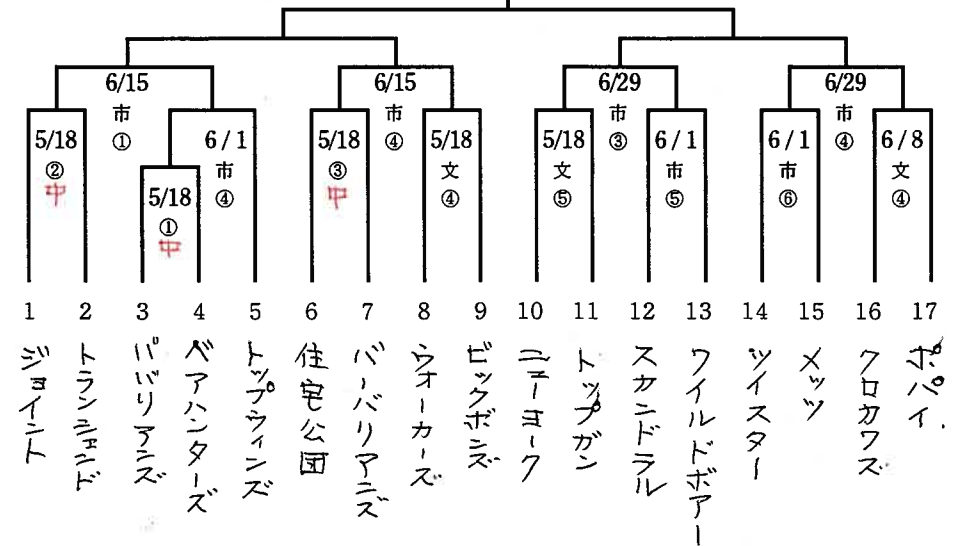 6/15
市
①
6/15
市
④
6/29
市
③
6/29
市
④
5/18
②
中
6/1
市
④
5/18
③
中
5/18
文
④
5/18
文
⑤
6/1
市
⑤
6/1
市
⑥
6/8
文
④
5/18
①
中
1 2 3 4 5 6 7 8 9 10 11 12 13 14 15 16 17
ジョイント
トランシェンド
ババリアンズ
ベアハンターズ
トップウィンズ
住宅公団
バーバリアンズ
ウォーカーズ
ビックボンズ
ニューヨーク
トップガン
スカンドラル
ワイルドボアー
ツイスター
メッツ
クロカワズ
ポパイ.